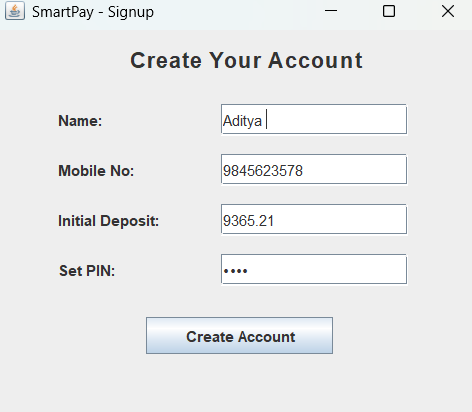 SmartPay - Signup
Create Your Account
Name: Aditya
Mobile No: 9845623578
Initial Deposit: 9365.21
Set PIN: ••••
Create Account